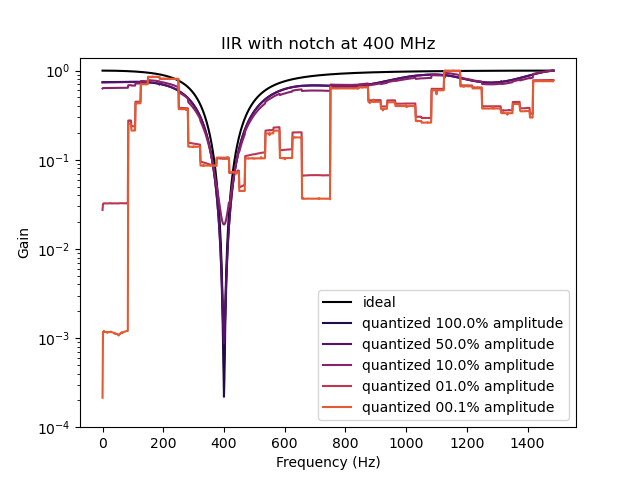 IIR with notch at 400 MHz
Gain
10⁰
10⁻¹
10⁻²
10⁻³
10⁻⁴
ideal
quantized 100.0% amplitude
quantized 50.0% amplitude
quantized 10.0% amplitude
quantized 01.0% amplitude
quantized 00.1% amplitude
0 200 400 600 800 1000 1200 1400
Frequency (Hz)